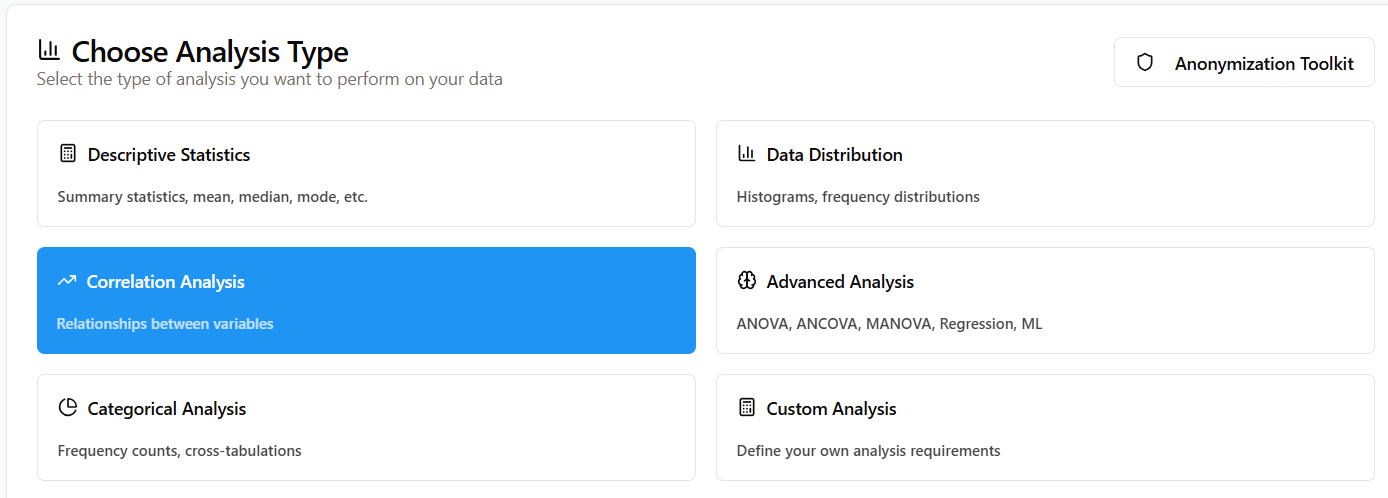 Choose Analysis Type
Select the type of analysis you want to perform on your data
Anonymization Toolkit
Descriptive Statistics
Summary statistics, mean, median, mode, etc.
Data Distribution
Histograms, frequency distributions
Correlation Analysis
Relationships between variables
Advanced Analysis
ANOVA, ANCOVA, MANOVA, Regression, ML
Categorical Analysis
Frequency counts, cross-tabulations
Custom Analysis
Define your own analysis requirements